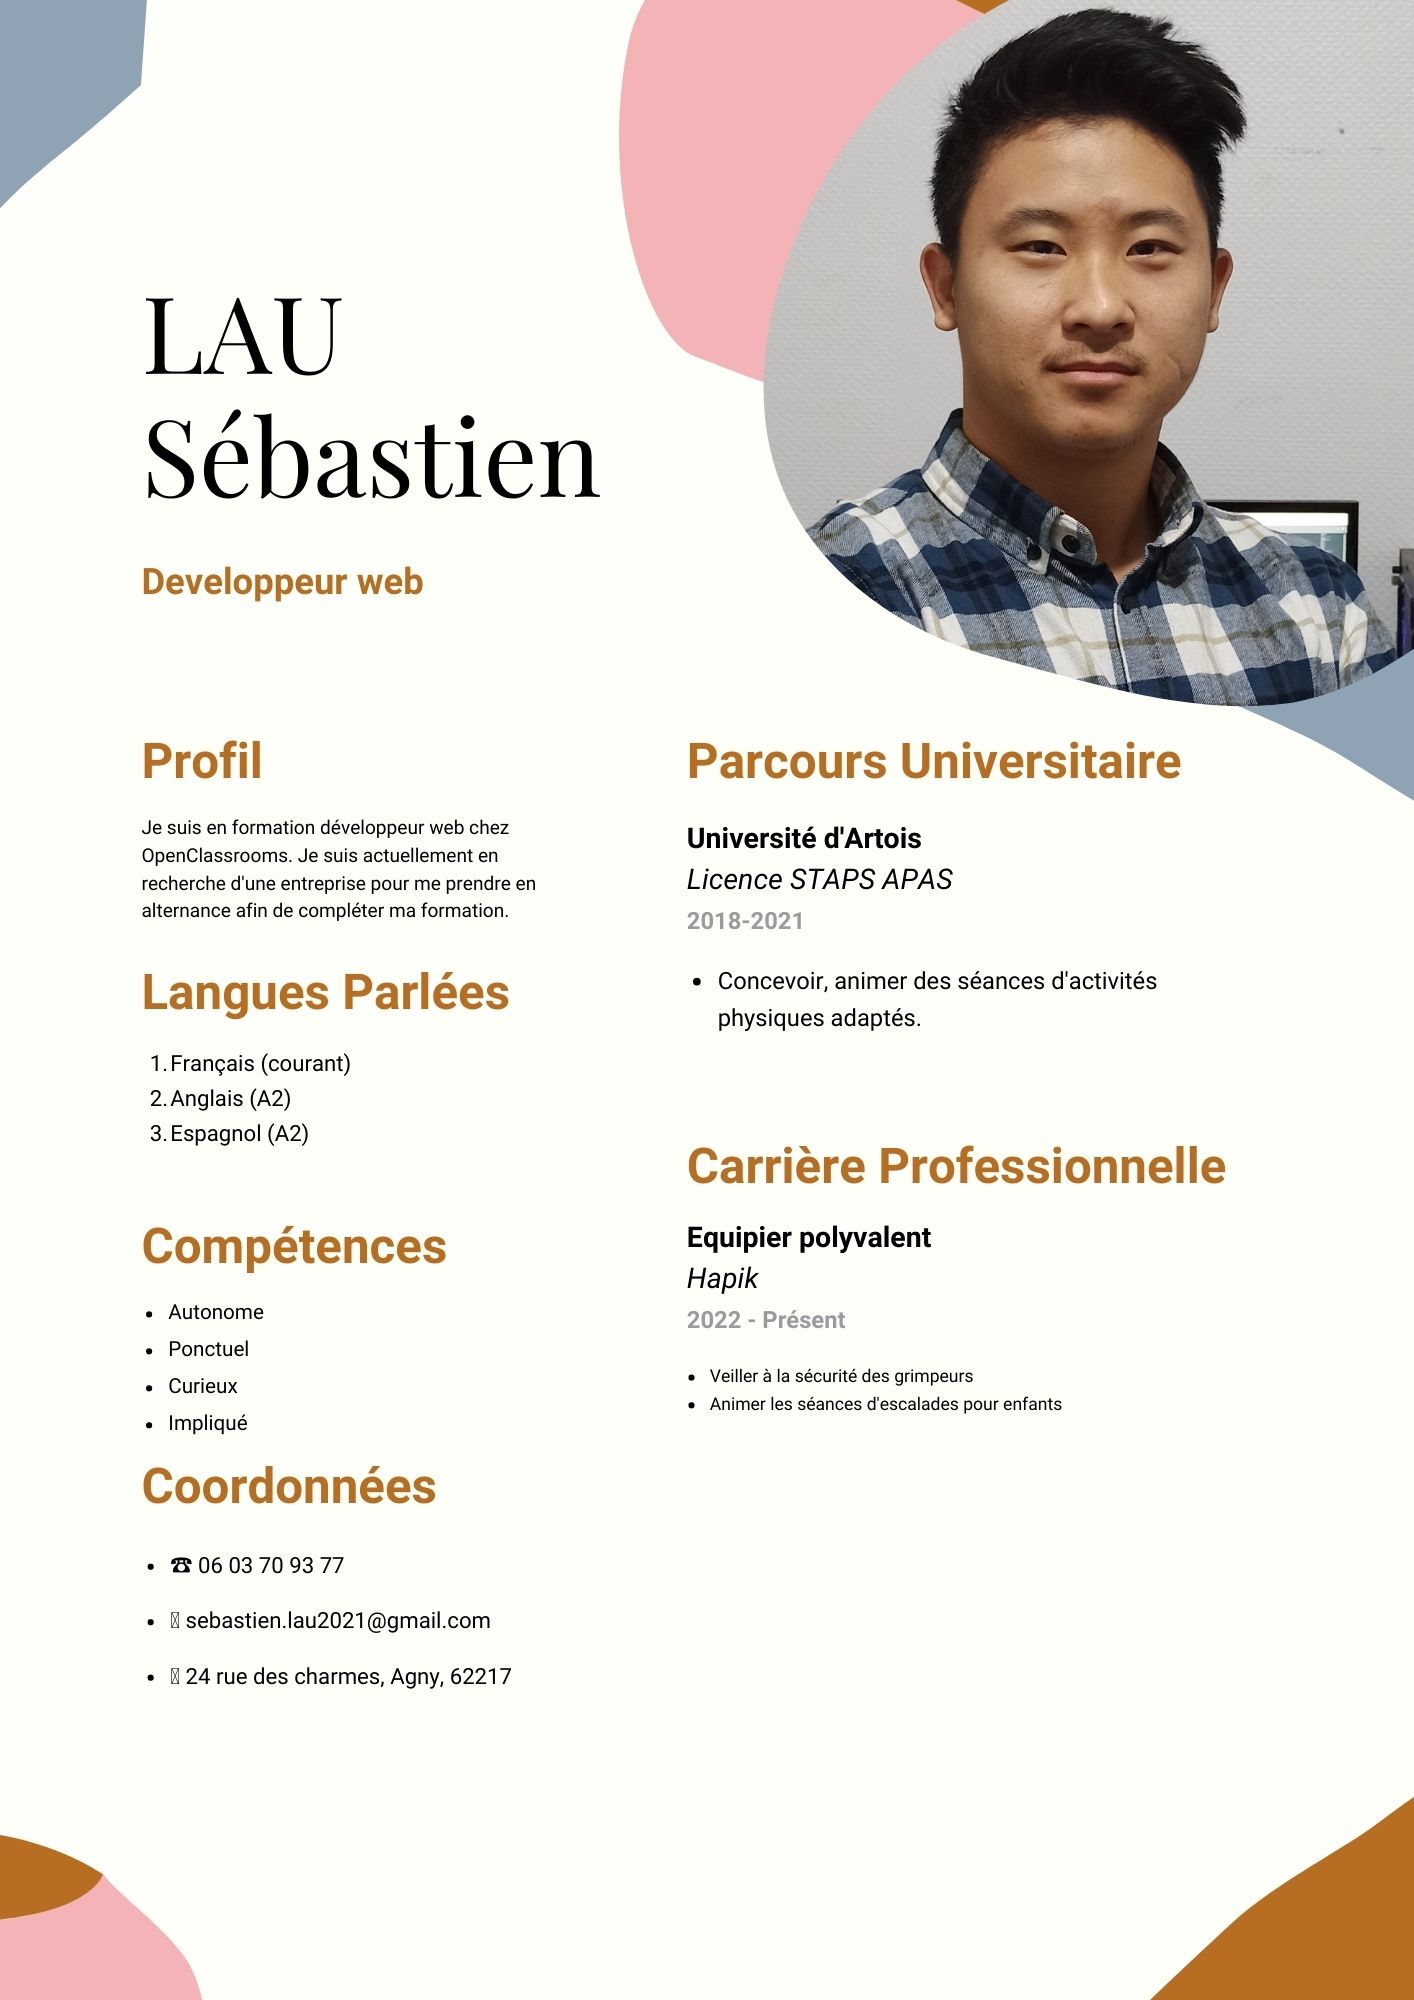 LAU
Sébastien
Developpeur web
Profil
Je suis en formation développeur web chez
OpenClassrooms. Je suis actuellement en
recherche d'une entreprise pour me prendre en
alternance afin de compléter ma formation.
Langues Parlées
1. Français (courant)
2. Anglais (A2)
3. Espagnol (A2)
Compétences
• Autonome
• Ponctuel
• Curieux
• Impliqué
Coordonnées
• ☎ 06 03 70 93 77
• sebastien.lau2021@gmail.com
• 24 rue des charmes, Agny, 62217
Parcours Universitaire
Université d'Artois
Licence STAPS APAS
2018-2021
• Concevoir, animer des séances d'activités
physiques adaptés.
Carrière Professionnelle
Equipier polyvalent
Hapik
2022 - Présent
• Veiller à la sécurité des grimpeurs
• Animer les séances d'escalades pour enfants